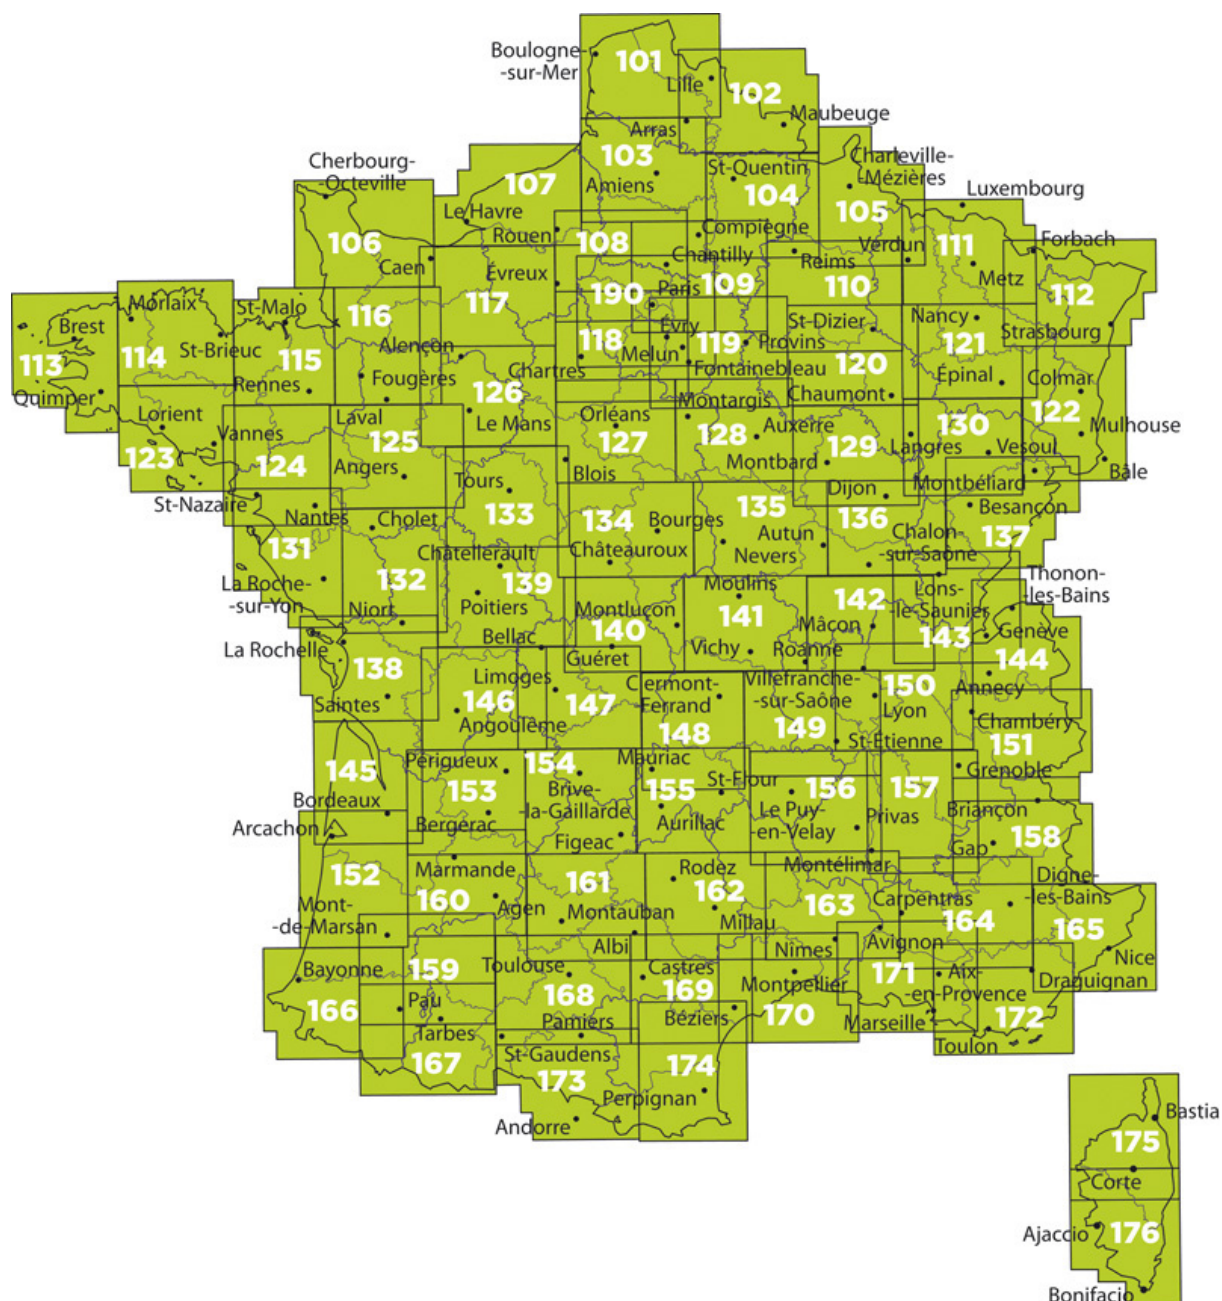 Boulogne-
-sur-Mer
101
Lille
102
Maubeuge
Arras
103
Amiens
St-Quentin
104
Charleville-
-Mézières
105
Cherbourg-
-Octeville
107
Le Havre
Rouen
108
Compiègne
Chantilly
Verdun
Luxembourg
111
Forbach
Metz
112
106
Caen
Évreux
117
190
Paris
109
Reims
110
Nancy
Strasbourg
Morlaix
St-Malo
116
Brest
113
114
St-Brieuc
115
Alençon
118
Évry
Melun
119
Provins
St-Dizier
120
121
Épinal
Colmar
122
Quimper
Rennes
Fougères
126
Chartres
Fontainebleau
Montargis
Chaumont
Lorient
Vannes
123
124
Laval
125
Angers
Le Mans
Orléans
127
Blois
128
Auxerre
Montbard
129
Langres
130
Vesoul
Mulhouse
Bâle
St-Nazaire
Nantes
Cholet
Tours
133
134
Bourges
Châteauroux
135
Autun
Nevers
Dijon
136
Montbéliard
Besançon
137
131
La Roche-
-sur-Yon
132
Niort
Châtellerault
139
Poitiers
Bellac
Montluçon
140
Guéret
Moulins
141
Vichy
Chalon-
-sur-Saône
142
Mâcon
Roanne
Lons-
-le-Saunier
143
Thonon-
-les-Bains
Genève
144
Annecy
La Rochelle
138
Saintes
146
Angoulême
Limoges
147
Clermont-
-Ferrand
148
Villefranche-
-sur-Saône
149
150
Lyon
St-Etienne
Chambéry
151
Grenoble
145
Bordeaux
Arcachon
Périgueux
153
Bergerac
154
Brive-
-la-Gaillarde
Figeac
Mauriac
155
Aurillac
St-Flour
156
Le Puy-
-en-Velay
157
Privas
Briançon
Gap
158
152
Mont-
-de-Marsan
Marmande
160
Agen
161
Montauban
Albi
Rodez
162
Millau
Montélimar
163
Nîmes
Carpentras
164
Avignon
Digne-
-les-Bains
165
Nice
Draguignan
Bayonne
166
159
Pau
Tarbes
167
Toulouse
168
Pamiers
St-Gaudens
173
Andorre
Castres
169
Béziers
Montpellier
170
171
Aix-
-en-Provence
Marseille
172
Toulon
174
Perpignan
Bastia
175
Corte
Ajaccio
176
Bonifacio